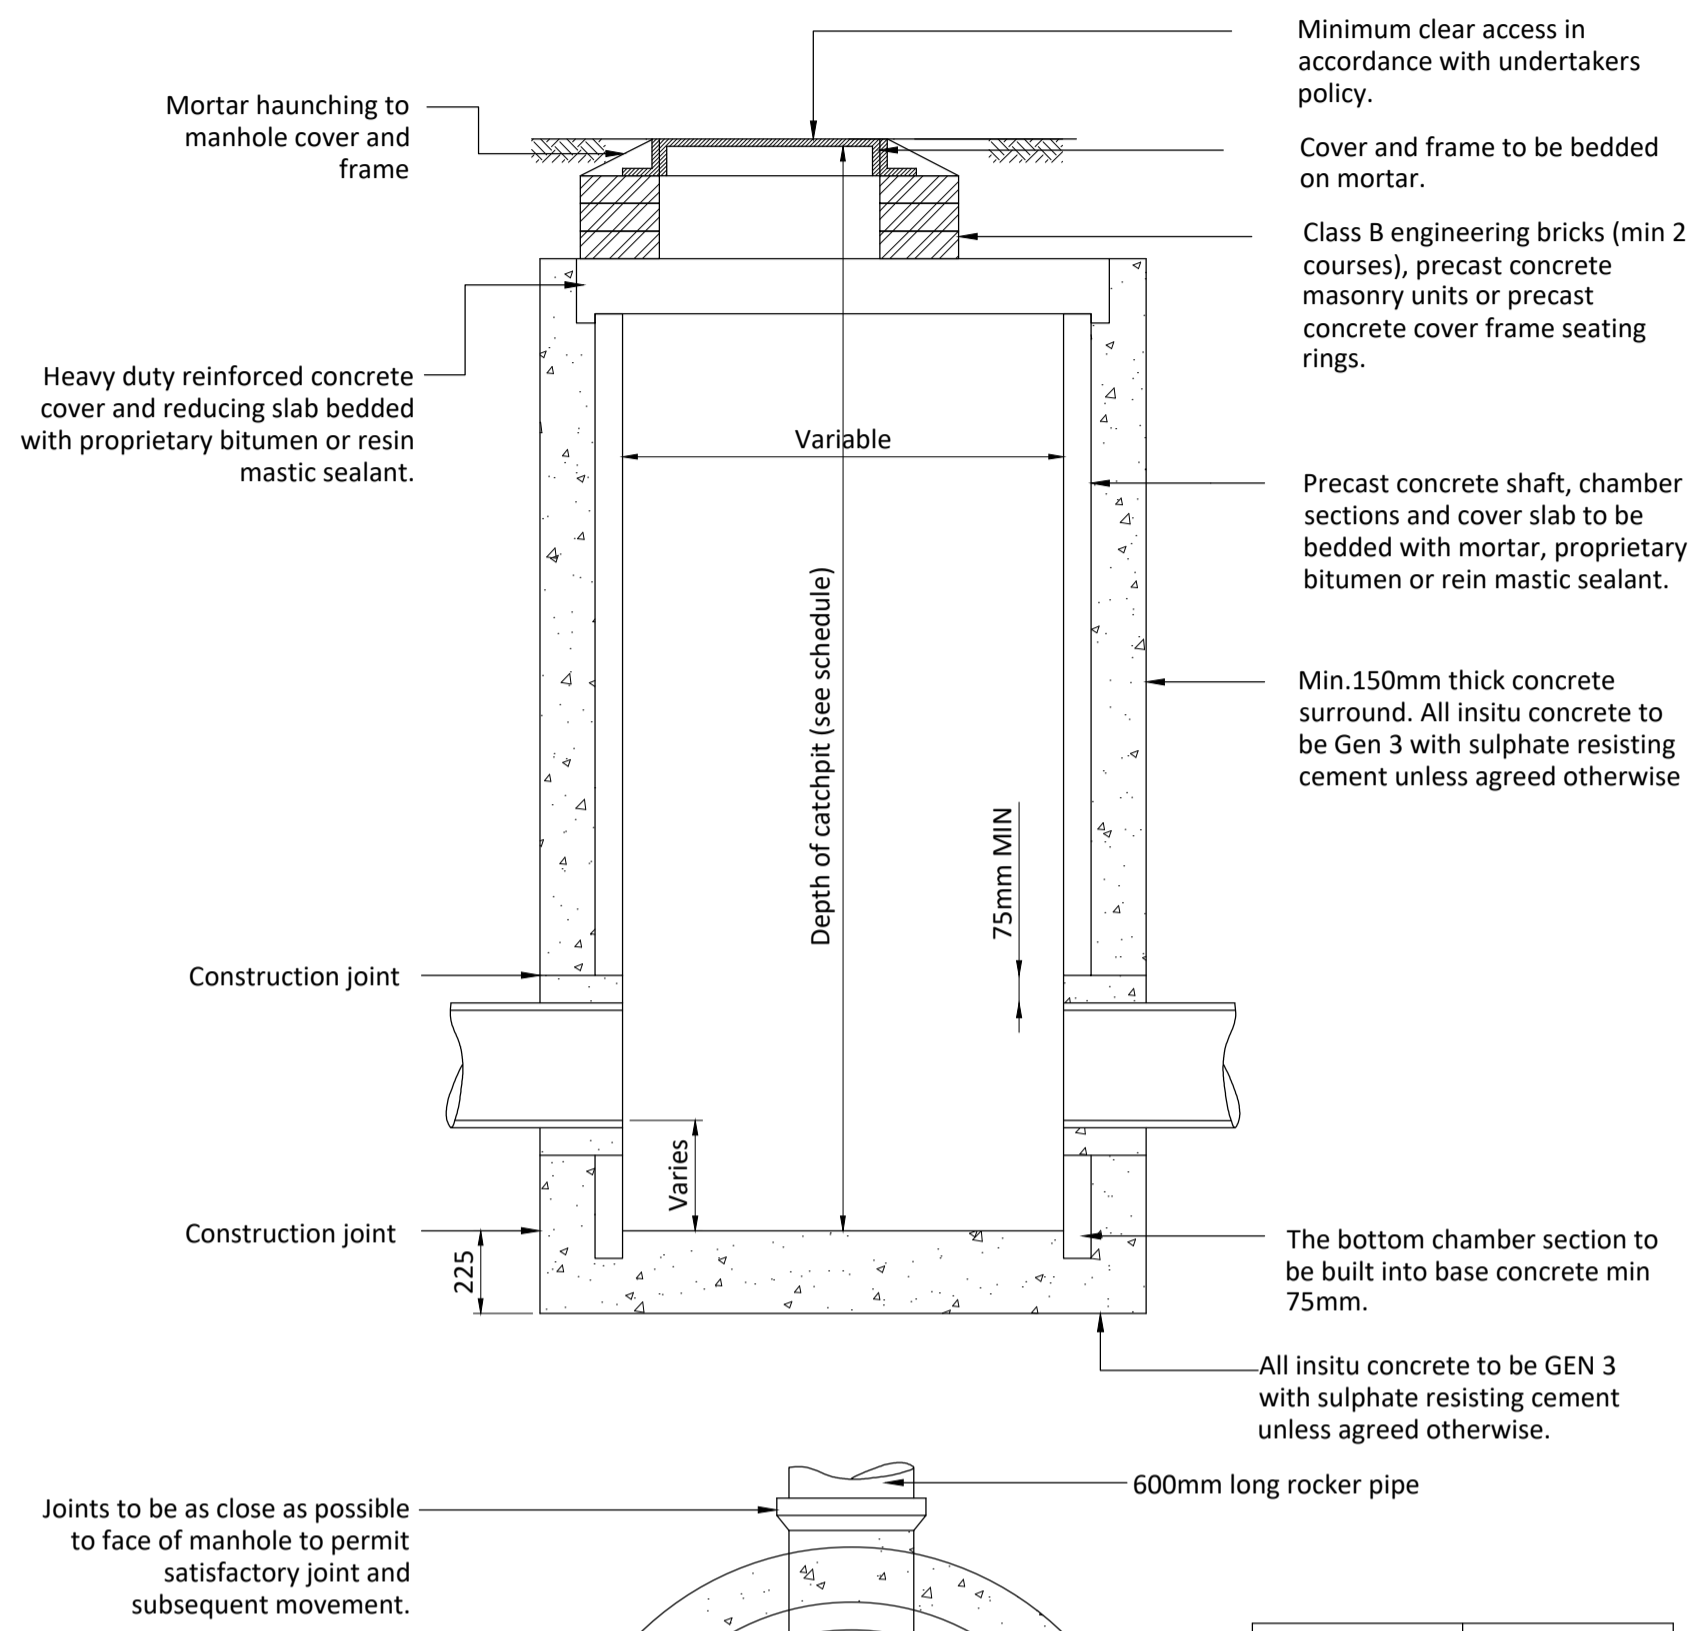 Minimum clear access in
accordance with undertakers
policy.
Mortar haunching to
manhole cover and
frame
Cover and frame to be bedded
on mortar.
Class B engineering bricks (min 2
courses), precast concrete
masonry units or precast
concrete cover frame seating
rings.
Heavy duty reinforced concrete
cover and reducing slab bedded
with proprietary bitumen or resin
mastic sealant.
Variable
Precast concrete shaft, chamber
sections and cover slab to be
bedded with mortar, proprietary
bitumen or rein mastic sealant.
Depth of catchpit (see schedule)
Min.150mm thick concrete
surround. All insitu concrete to
be Gen 3 with sulphate resisting
cement unless agreed otherwise
75mm MIN
Construction joint
Varies
Construction joint
225
The bottom chamber section to
be built into base concrete min
75mm.
All insitu concrete to be GEN 3
with sulphate resisting cement
unless agreed otherwise.
600mm long rocker pipe
Joints to be as close as possible
to face of manhole to permit
satisfactory joint and
subsequent movement.